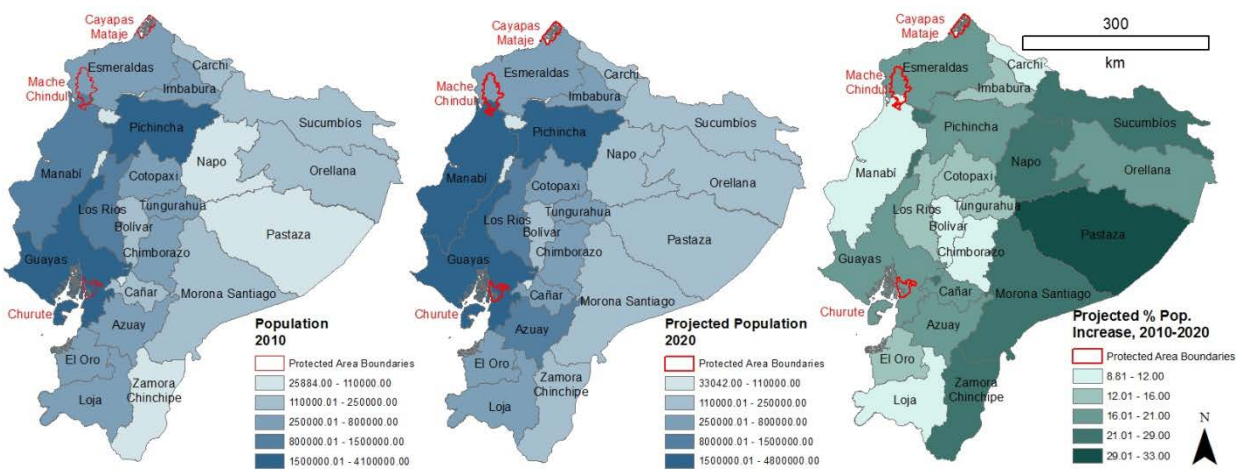 Cayapas
Mataje
Mache
Chindul
Esmeraldas
Carchi
Imbabura
Pichincha
Sucumbíos
Napo
Orellana
Manabí
Cotopaxi
Los Ríos
Tungurahua
Bolívar
Pastaza
Chimborazo
Guayas
Cañar
Morona Santiago
Churute
Azuay
El Oro
Loja
Zamora
Chinchipe
Population
2010
Protected Area Boundaries
25884.00 - 110000.00
110000.01 - 250000.00
250000.01 - 800000.00
800000.01 - 1500000.00
1500000.01 - 4100000.00
Cayapas
Mataje
Mache
Chindul
Esmeraldas
Carchi
Imbabura
Pichincha
Sucumbíos
Napo
Orellana
Manabí
Cotopaxi
Los Ríos
Tungurahua
Bolívar
Pastaza
Chimborazo
Guayas
Cañar
Morona Santiago
Churute
Azuay
El Oro
Loja
Zamora
Chinchipe
Projected Population
2020
Protected Area Boundaries
33042.00 - 110000.00
110000.01 - 250000.00
250000.01 - 800000.00
800000.01 - 1500000.00
1500000.01 - 4800000.00
Cayapas
Mataje
Mache
Chindul
Esmeraldas
Carchi
Imbabura
Pichincha
Sucumbíos
Napo
Orellana
Manabí
Cotopaxi
Los Ríos
Tungurahua
Bolívar
Pastaza
Chimborazo
Guayas
Cañar
Morona Santiago
Churute
Azuay
El Oro
Loja
Zamora
Chinchipe
300
km
Projected % Pop.
Increase, 2010-2020
Protected Area Boundaries
8.81 - 12.00
12.01 - 16.00
16.01 - 21.00
21.01 - 29.00
29.01 - 33.00
N